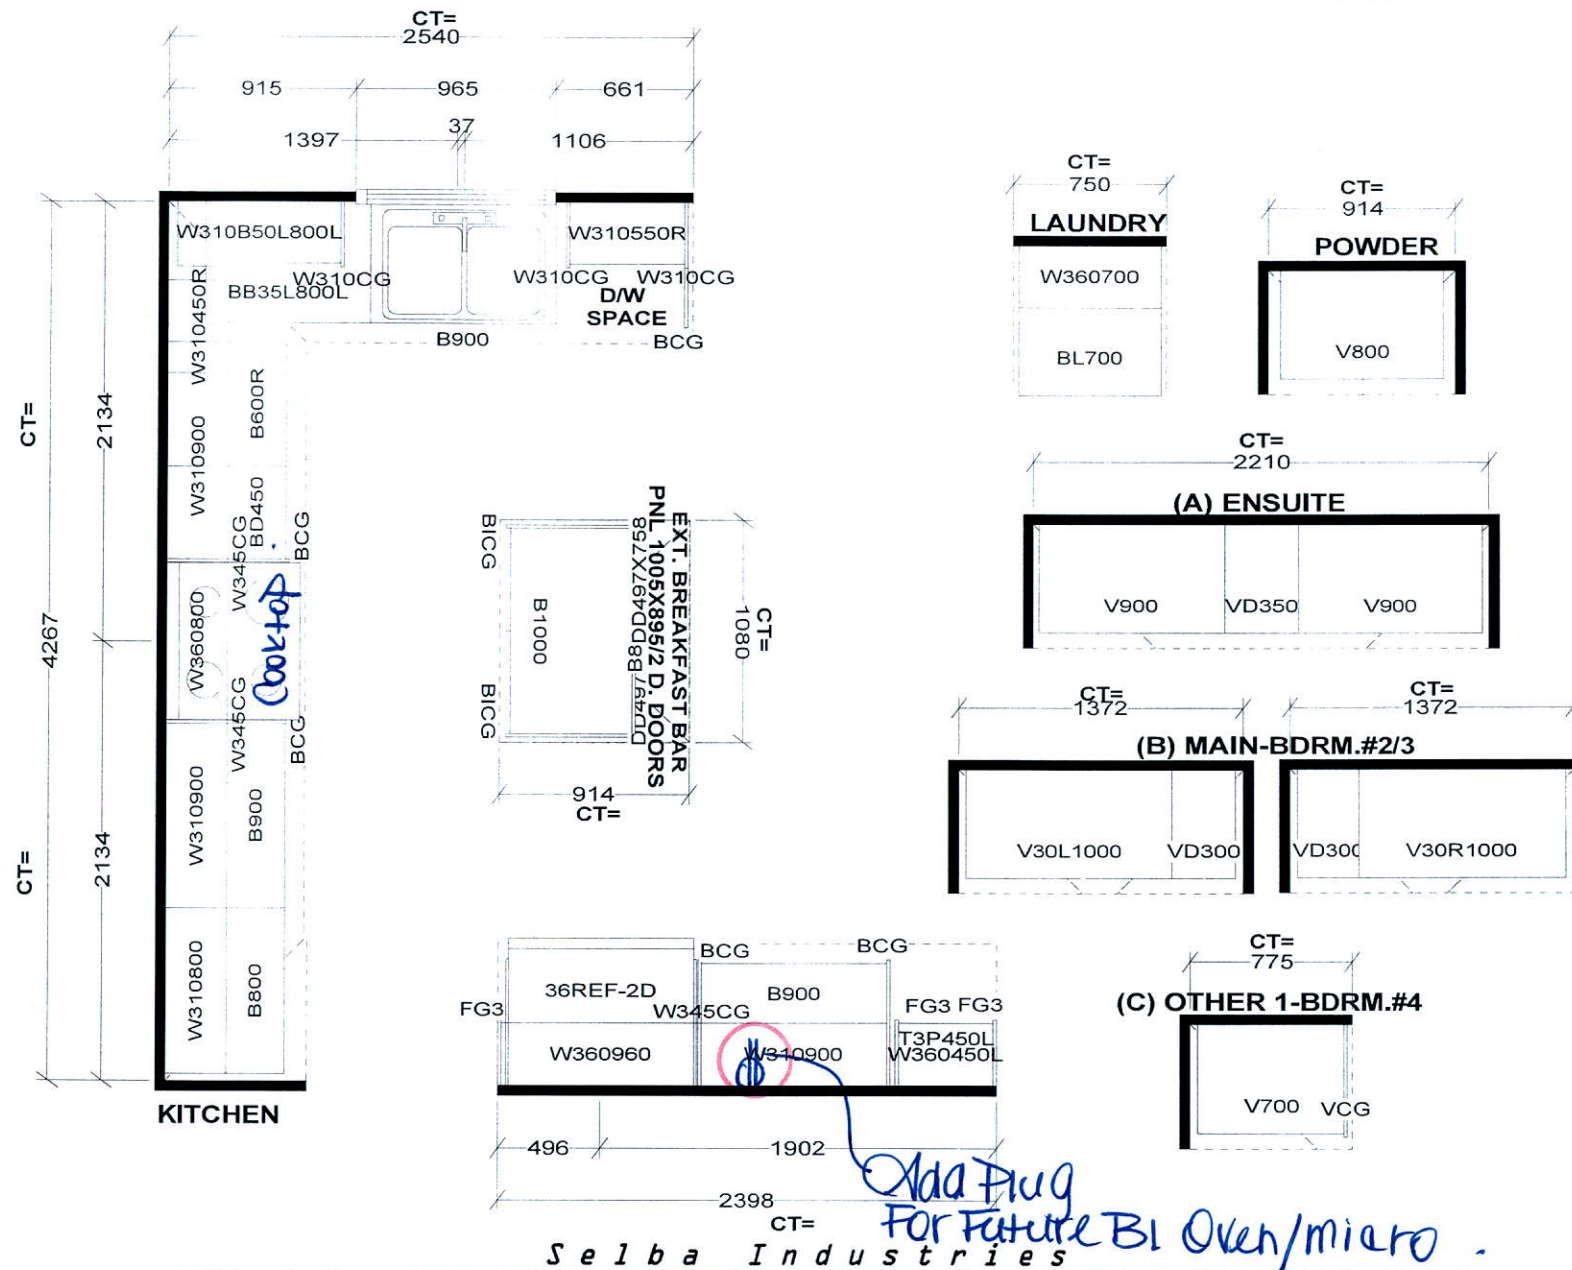 CT=
2540
915
965
661
1397
37
1106
W310B50L800L
W310550R
W310CG
W310CG
W310CG
BB35L800L
D/W
SPACE
B900
BCG
W310450R
W310900
B600R
BD450
W345CG
BCG
W360800
Cooktop
W345CG
BCG
W310900
B900
W310800
B800
CT=
2134
4267
CT=
2134
KITCHEN
BICG
B1000
BICG
EXT. BREAKFAST BAR
PNL 1005X895/2 D. DOORS
DD497X758
DD497X758
CT=
1080
914
CT=
BCG
BCG
36REF-2D
B900
FG3
W345CG
FG3 FG3
T3P450L
W360960
W310900
W360450L
496
1902
2398
CT=
Add Plug
For Future BI Oven/micro.
Selba Industries
CT=
750
LAUNDRY
W360700
BL700
CT=
914
POWDER
V800
CT=
2210
(A) ENSUITE
V900
VD350
V900
CT=
1372
CT=
1372
(B) MAIN-BDRM.#2/3
V30L1000
VD300
VD300
V30R1000
CT=
775
(C) OTHER 1-BDRM.#4
V700
VCG